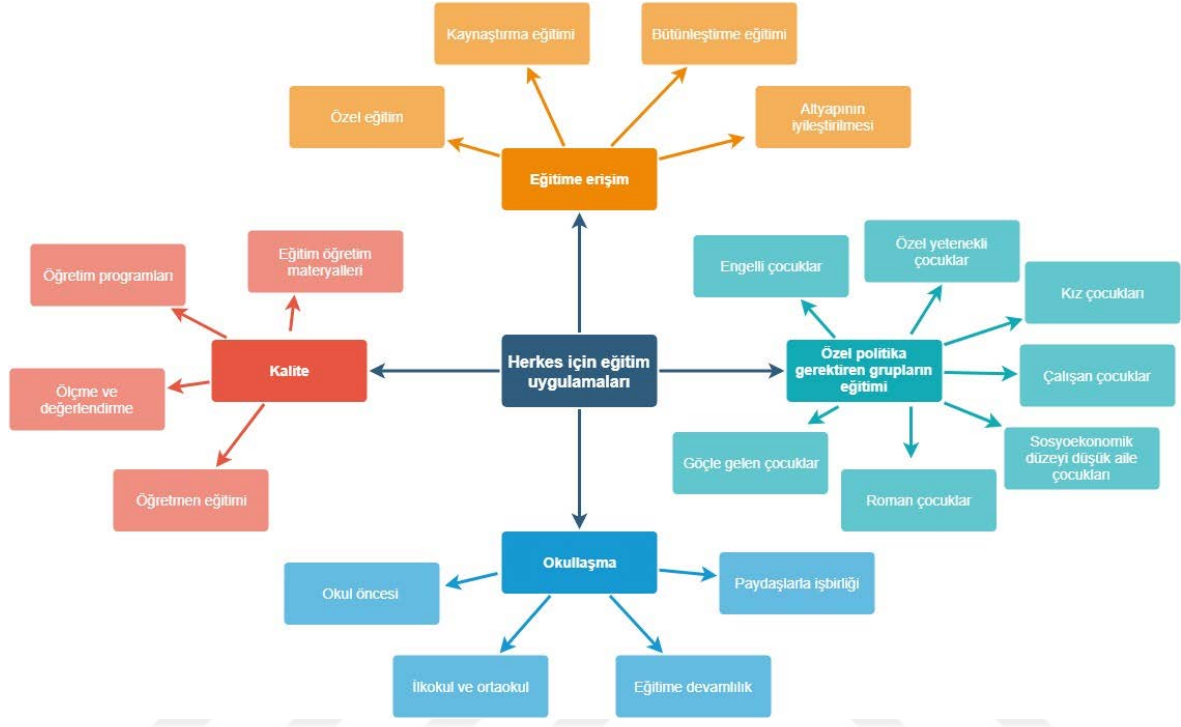 Kaynaştırma eğitimi
Bütünleştirme eğitimi
Özel eğitim
Altyapının
iyileştirilmesi
Eğitime erişim
Öğretim programları
Eğitim öğretim
materyalleri
Kalite
Ölçme ve
değerlendirme
Öğretmen eğitimi
Herkes için eğitim
uygulamaları
Engelli çocuklar
Özel yetenekli
çocuklar
Kız çocukları
Özel politika
gerektiren grupların
eğitimi
Çalışan çocuklar
Göçle gelen çocuklar
Roman çocuklar
Sosyoekonomik
düzeyi düşük aile
çocukları
Okullaşma
Okul öncesi
Paydaşlarla işbirliği
İlkokul ve ortaokul
Eğitime devamlılık